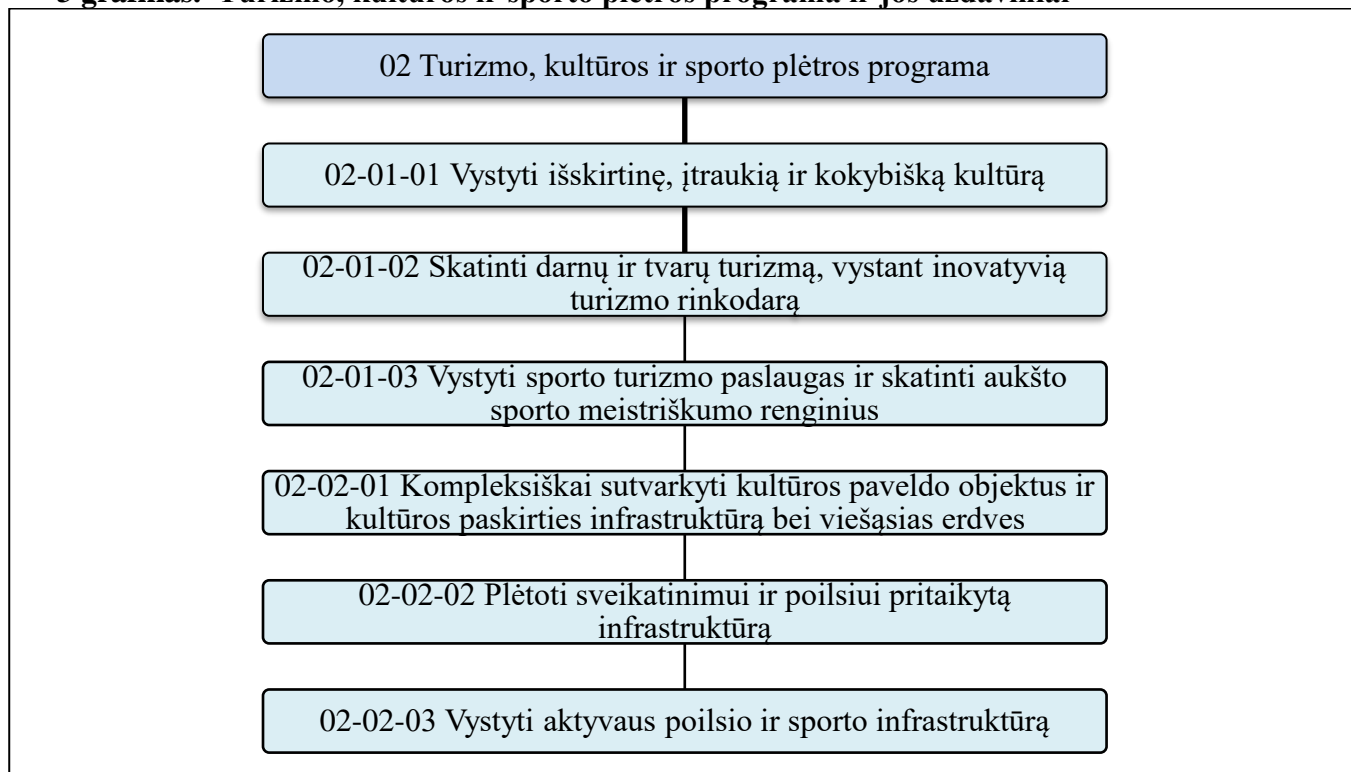 3 grafikas. Turizmo, kultūros ir sporto plėtros programa ir jos uždaviniai
02 Turizmo, kultūros ir sporto plėtros programa
02-01-01 Vystyti išskirtinę, įtraukią ir kokybišką kultūrą
02-01-02 Skatinti darnų ir tvarų turizmą, vystant inovatyvią
turizmo rinkodarą
02-01-03 Vystyti sporto turizmo paslaugas ir skatinti aukšto
sporto meistriškumo renginius
02-02-01 Kompleksiškai sutvarkyti kultūros paveldo objektus ir
kultūros paskirties infrastruktūrą bei viešąsias erdves
02-02-02 Plėtoti sveikatinimui ir poilsiui pritaikytą
infrastruktūrą
02-02-03 Vystyti aktyvaus poilsio ir sporto infrastruktūrą